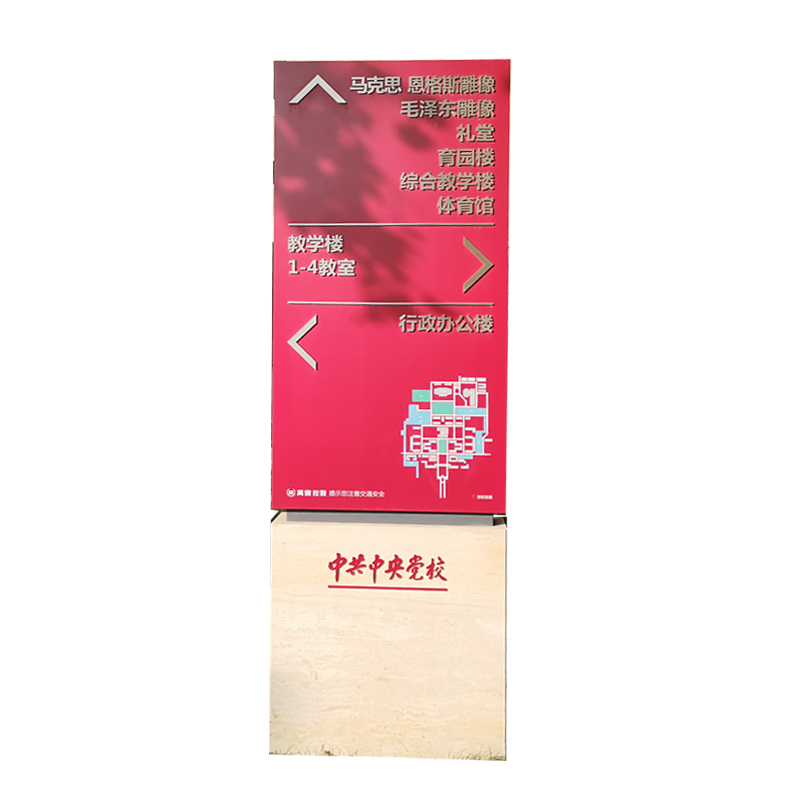 马克思 恩格斯雕像
毛泽东雕像
礼堂
育园楼
综合教学楼
体育馆
教学楼
1-4教室
行政办公楼
提示您注意交通安全
中共中央党校